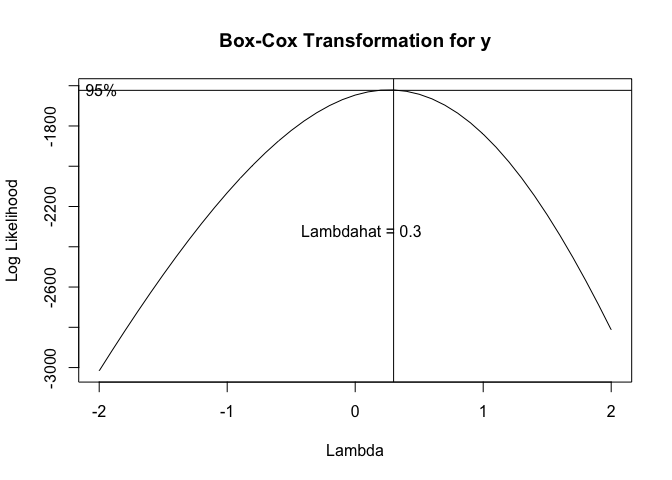 Box-Cox Transformation for y
95%
Lambdahat = 0.3
Log Likelihood
-1800
-2200
-2600
-3000
-2 -1 0 1 2
Lambda